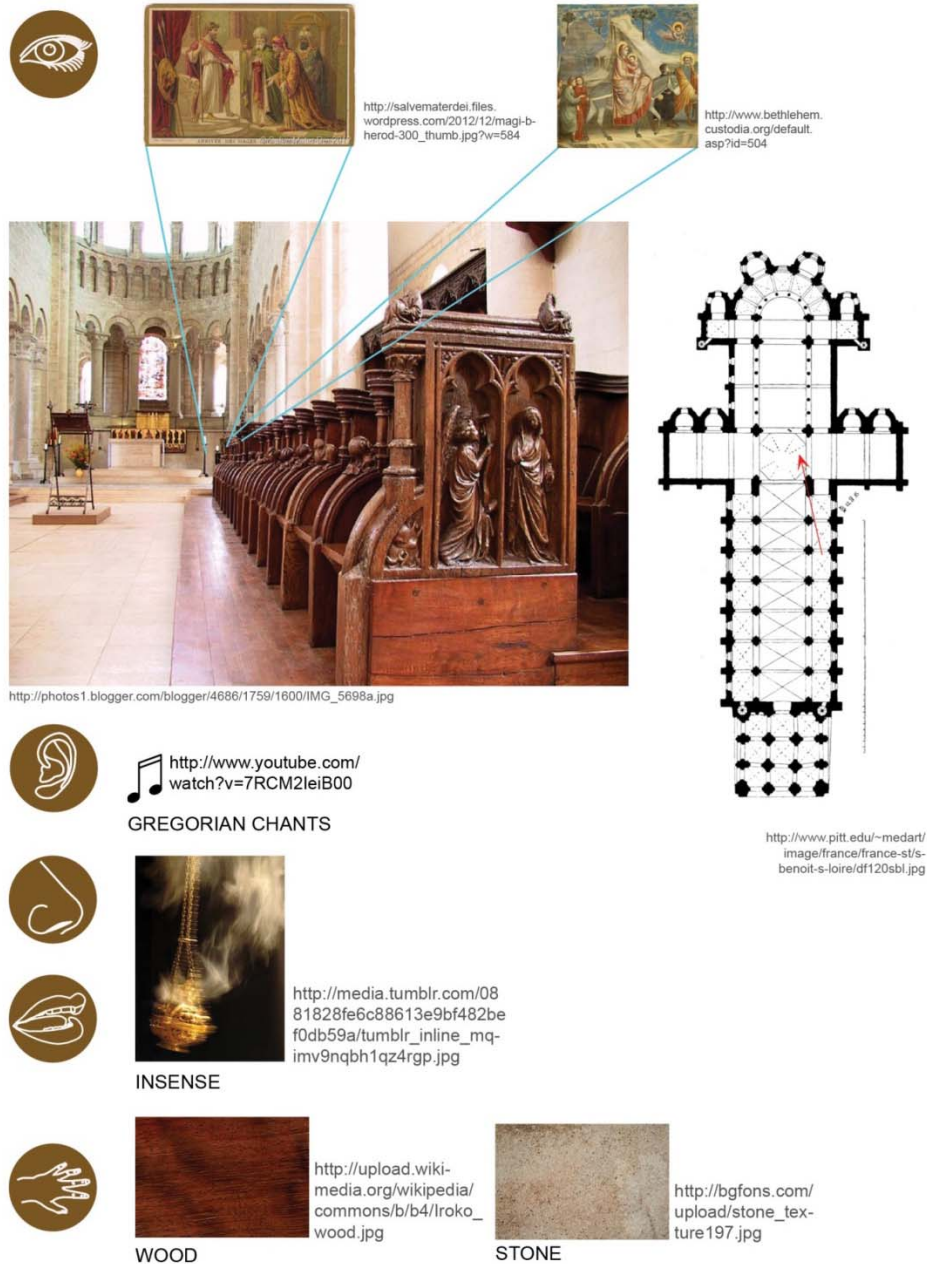 http://salvematerdei.files.
wordpress.com/2012/12/magi-b-
herod-300_thumb.jpg?w=584
http://www.bethlehem.
custodia.org/default.
asp?id=504
http://photos1.blogger.com/blogger/4686/1759/1600/IMG_5698a.jpg
http://www.youtube.com/
watch?v=7RCM2IeiB00
GREGORIAN CHANTS
http://www.pitt.edu/~medart/
image/france/france-st/s-
benoit-s-loire/df120sbl.jpg
http://media.tumblr.com/08
81828fe6c88613e9bf482be
f0db59a/tumblr_inline_mq-
imv9nqbh1qz4rgp.jpg
INSENSE
http://upload.wiki-
media.org/wikipedia/
commons/b/b4/Iroko_
wood.jpg
WOOD
http://bgfons.com/
upload/stone_tex-
ture197.jpg
STONE